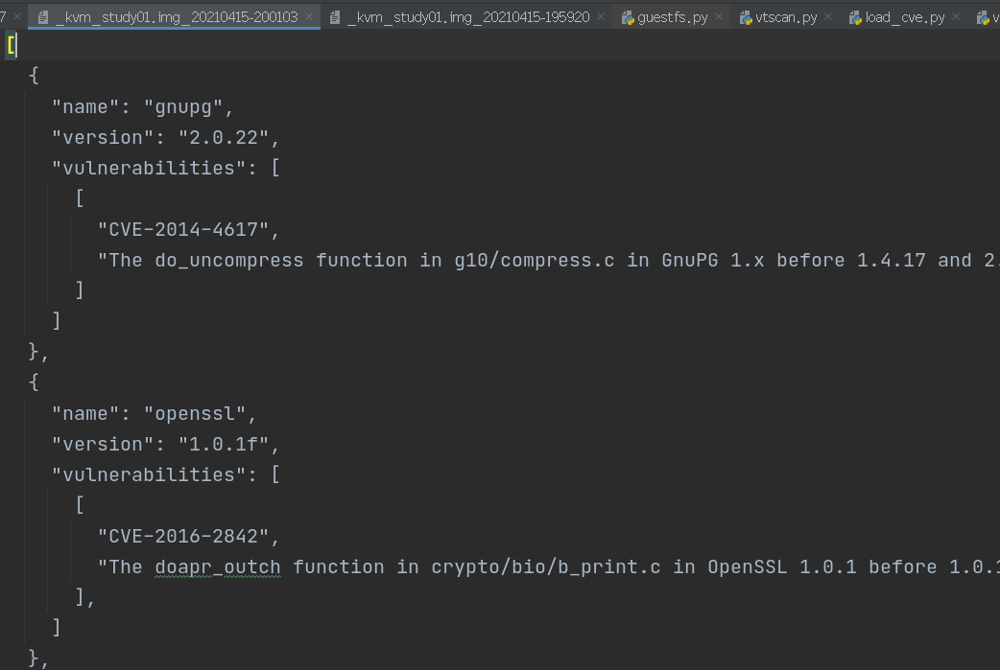 7 _kvm_study01.img_20210415-200103 _kvm_study01.img_20210415-195920 guestfs.py vtscan.py load_cve.py v
[
{
"name": "gnupg",
"version": "2.0.22",
"vulnerabilities": [
[
"CVE-2014-4617",
"The do_uncompress function in g10/compress.c in GnuPG 1.x before 1.4.17 and 2.
]
]
},
{
"name": "openssl",
"version": "1.0.1f",
"vulnerabilities": [
[
"CVE-2016-2842",
"The doapr_outch function in crypto/bio/b_print.c in OpenSSL 1.0.1 before 1.0.1
],
]
},